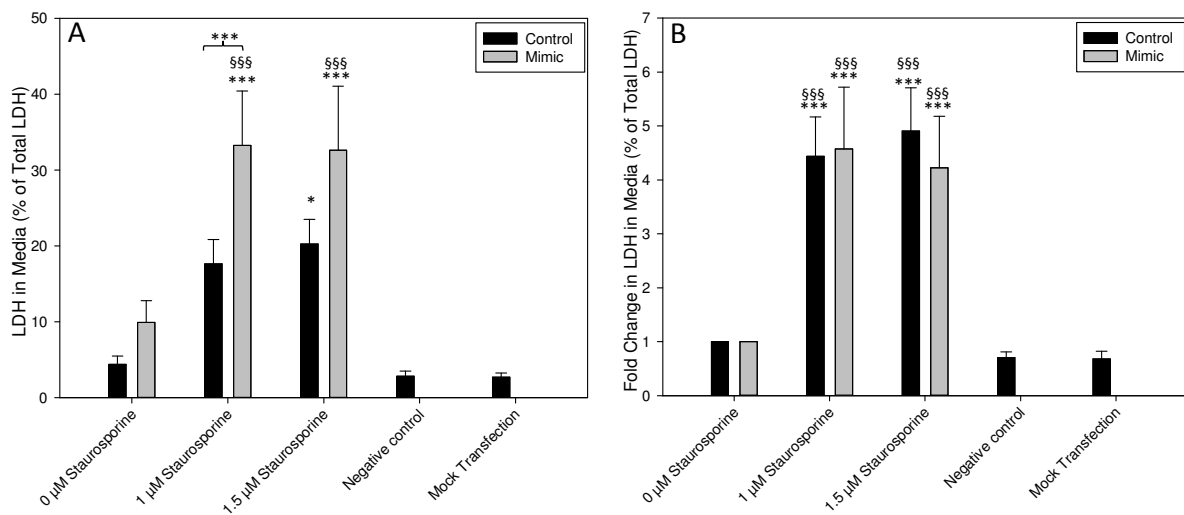 A
LDH in Media (% of Total LDH)
50
40
30
20
10
0
Control
Mimic
***
§§§
***
§§§
***
*
0 µM Staurosporine
1 µM Staurosporine
1.5 µM Staurosporine
Negative control
Mock Transfection
B
Fold Change in LDH in Media (% of Total LDH)
7
6
5
4
3
2
1
0
Control
Mimic
§§§
***
§§§
***
§§§
***
§§§
***
0 µM Staurosporine
1 µM Staurosporine
1.5 µM Staurosporine
Negative control
Mock Transfection